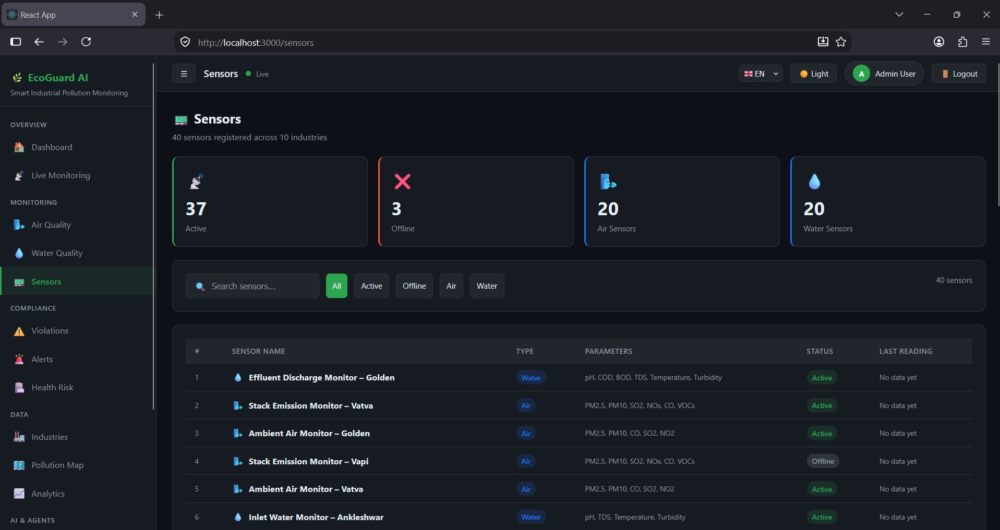 React App
http://localhost:3000/sensors
EcoGuard AI
Smart Industrial Pollution Monitoring
OVERVIEW
Dashboard
Live Monitoring
MONITORING
Air Quality
Water Quality
Sensors
COMPLIANCE
Violations
Alerts
Health Risk
DATA
Industries
Pollution Map
Analytics
AI & AGENTS
Sensors Live
EN Light A Admin User Logout
Sensors
40 sensors registered across 10 industries
37
Active
3
Offline
20
Air Sensors
20
Water Sensors
Search sensors... All Active Offline Air Water 40 sensors
# SENSOR NAME TYPE PARAMETERS STATUS LAST READING
1 Effluent Discharge Monitor – Golden Water pH, COD, BOD, TDS, Temperature, Turbidity Active No data yet
2 Stack Emission Monitor – Vatva Air PM2.5, PM10, SO2, NOx, CO, VOCs Active No data yet
3 Ambient Air Monitor – Golden Air PM2.5, PM10, CO, SO2, NO2 Active No data yet
4 Stack Emission Monitor – Vapi Air PM2.5, PM10, SO2, NOx, CO, VOCs Offline No data yet
5 Ambient Air Monitor – Vatva Air PM2.5, PM10, CO, SO2, NO2 Active No data yet
6 Inlet Water Monitor – Ankleshwar Water pH, TDS, Temperature, Turbidity Active No data yet